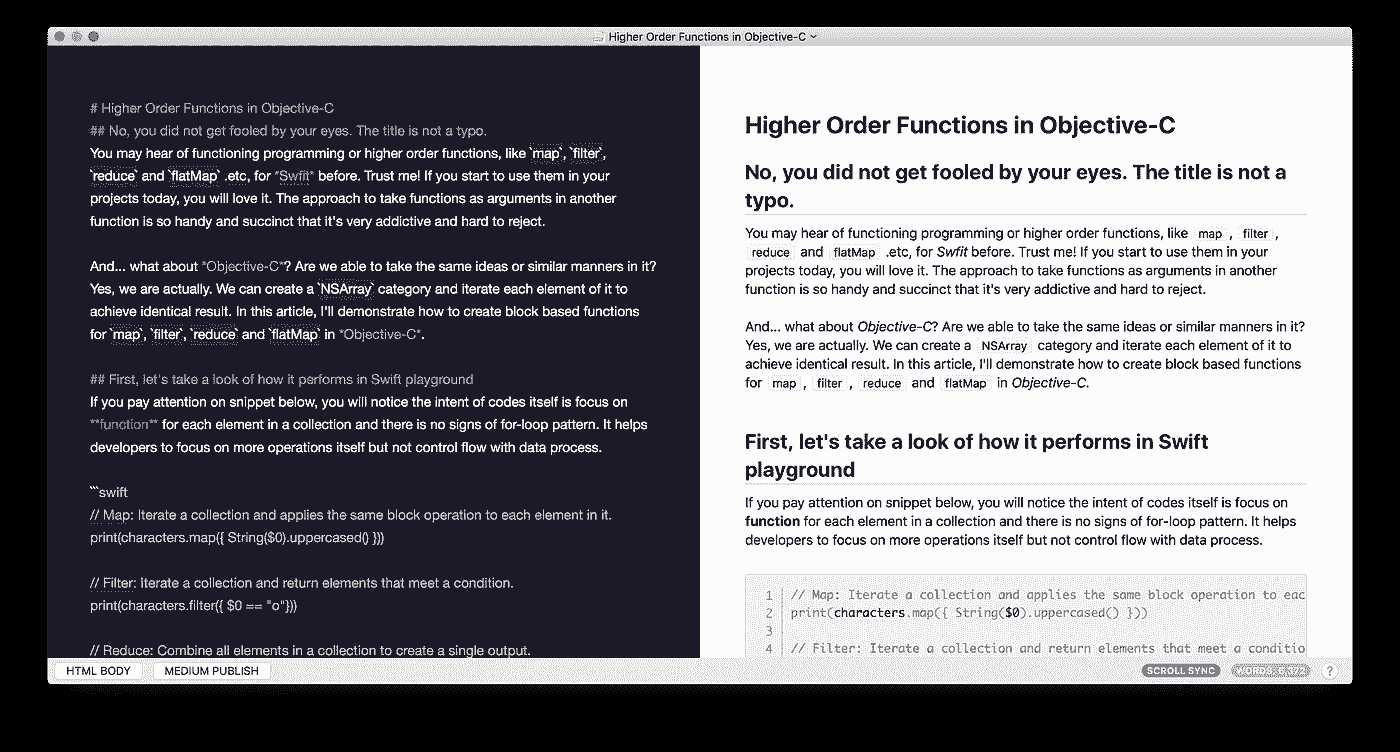 Higher Order Functions in Objective-C
# Higher Order Functions in Objective-C
## No, you did not get fooled by your eyes. The title is not a typo.
You may hear of functioning programming or higher order functions, like `map`, `filter`,
`reduce` and `flatMap` .etc, for *Swfit* before. Trust me! If you start to use them in your
projects today, you will love it. The approach to take functions as arguments in another
function is so handy and succinct that it's very addictive and hard to reject.
And... what about *Objective-C*? Are we able to take the same ideas or similar manners in it?
Yes, we are actually. We can create a `NSArray` category and iterate each element of it to
achieve identical result. In this article, I'll demonstrate how to create block based functions
for `map`, `filter`, `reduce` and `flatMap` in *Objective-C*.
## First, let's take a look of how it performs in Swift playground
If you pay attention on snippet below, you will notice the intent of codes itself is focus on
**function** for each element in a collection and there is no signs of for-loop pattern. It helps
developers to focus on more operations itself but not control flow with data process.
```swift
// Map: Iterate a collection and applies the same block operation to each element in it.
print(characters.map({ String($0).uppercased() }))
// Filter: Iterate a collection and return elements that meet a condition.
print(characters.filter({ $0 == "o"}))
// Reduce: Combine all elements in a collection to create a single output.
Higher Order Functions in Objective-C
No, you did not get fooled by your eyes. The title is not a
typo.
You may hear of functioning programming or higher order functions, like map , filter ,
reduce and flatMap .etc, for Swfit before. Trust me! If you start to use them in your
projects today, you will love it. The approach to take functions as arguments in another
function is so handy and succinct that it's very addictive and hard to reject.
And... what about Objective-C? Are we able to take the same ideas or similar manners in it?
Yes, we are actually. We can create a NSArray category and iterate each element of it to
achieve identical result. In this article, I'll demonstrate how to create block based functions
for map , filter , reduce and flatMap in Objective-C.
First, let's take a look of how it performs in Swift
playground
If you pay attention on snippet below, you will notice the intent of codes itself is focus on
function for each element in a collection and there is no signs of for-loop pattern. It helps
developers to focus on more operations itself but not control flow with data process.
1 // Map: Iterate a collection and applies the same block operation to eac
2 print(characters.map({ String($0).uppercased() }))
3
4 // Filter: Iterate a collection and return elements that meet a conditio
HTML BODY MEDIUM PUBLISH SCROLL SYNC WORDS: 6,372 ?